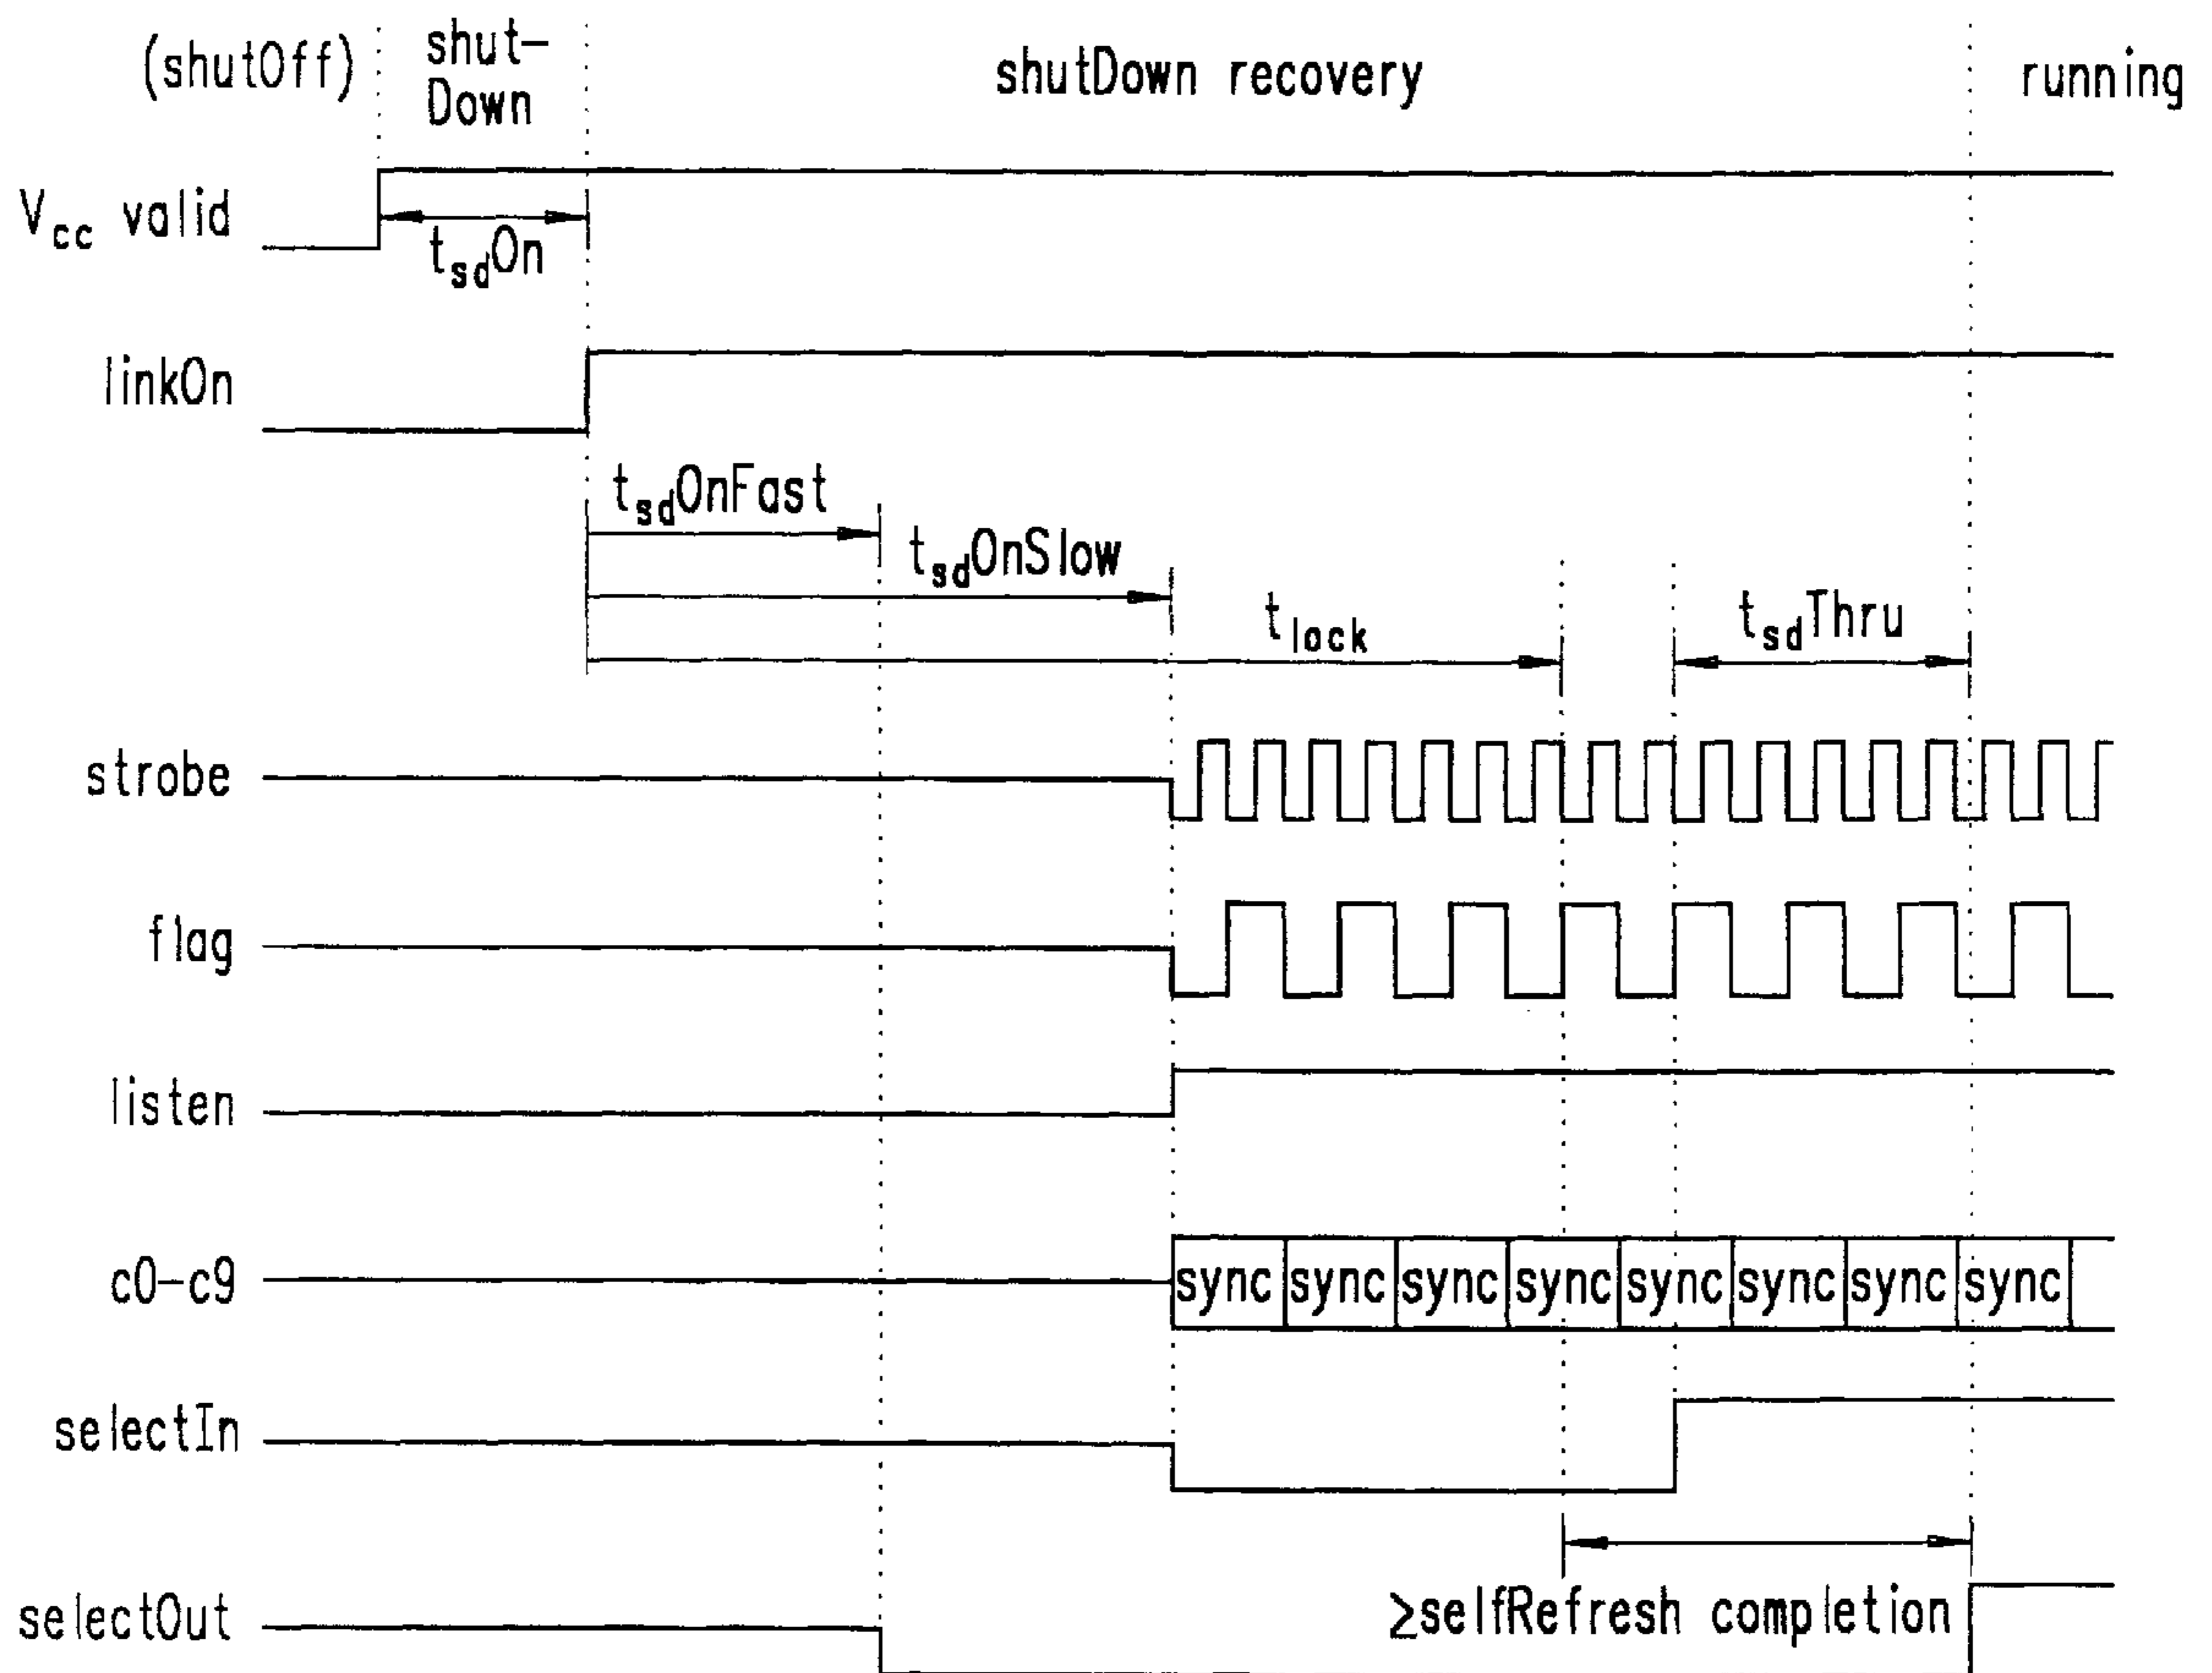 (shutOff) shut- shutDown recovery running
Down
Vcc valid
tsdOn
linkOn
tsdOnFast
tsdOnSlow
tlock tsdThru
strobe
flag
listen
c0-c9 sync sync sync sync sync sync sync sync
selectIn
≥selfRefresh completion
selectOut